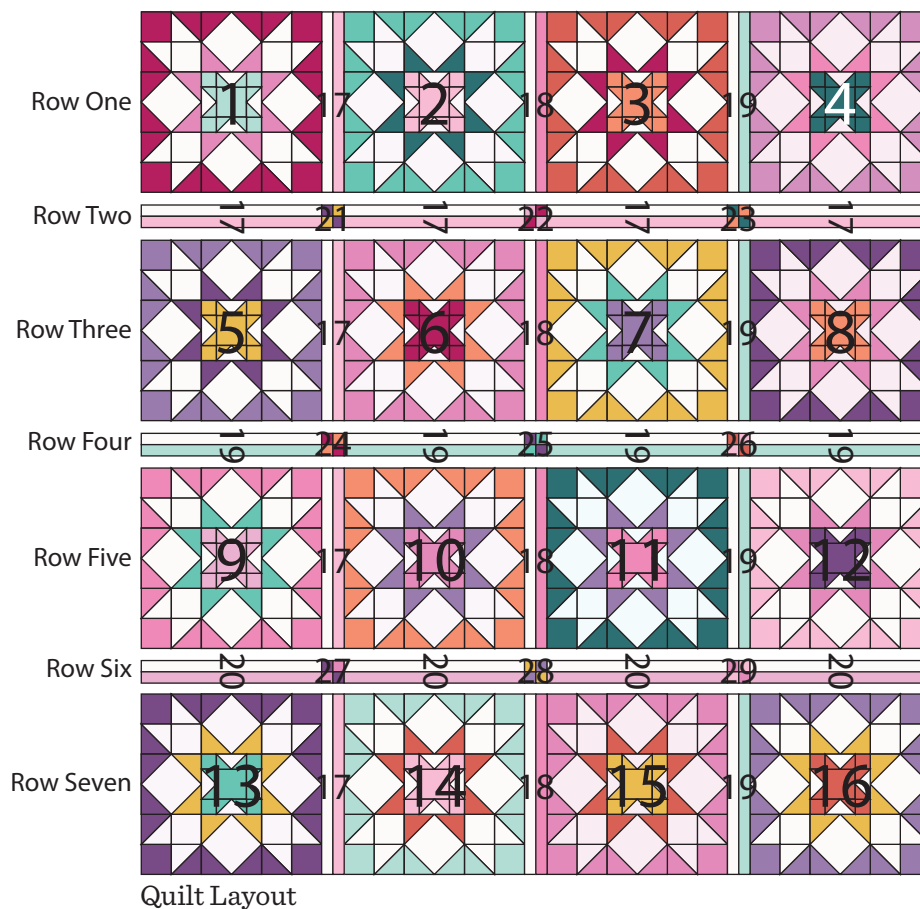 Row One 1 17 2 18 3 19 4
Row Two 17 21 17 22 17 23 17
Row Three 5 17 6 18 7 19 8
Row Four 19 24 19 25 19 26 19
Row Five 9 17 10 18 11 19 12
Row Six 20 27 20 28 20 29 20
Row Seven 13 17 14 18 15 19 16
Quilt Layout